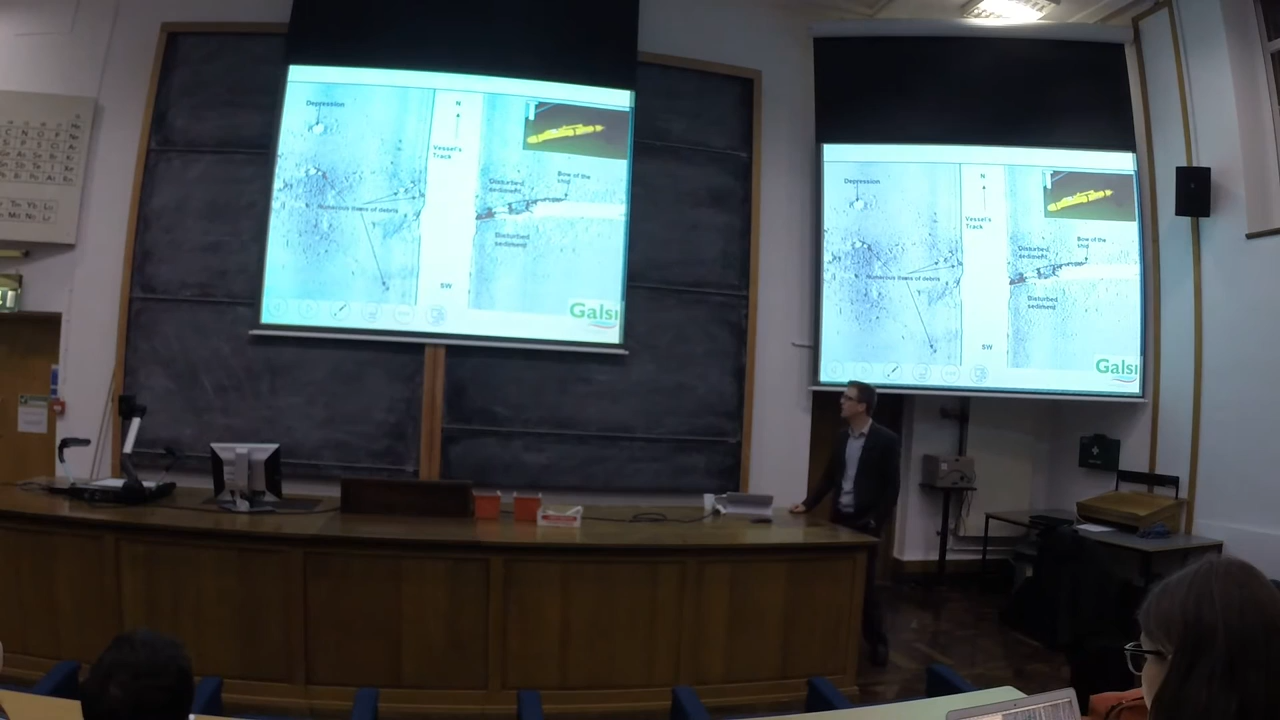 Depression
N
Vessel's
Track
Disturbed
sediment
Bow of the
ship
Numerous items of debris
Disturbed
sediment
SW
Galsi
Depression
N
Vessel's
Track
Disturbed
sediment
Bow of the
ship
Numerous items of debris
Disturbed
sediment
SW
Galsi